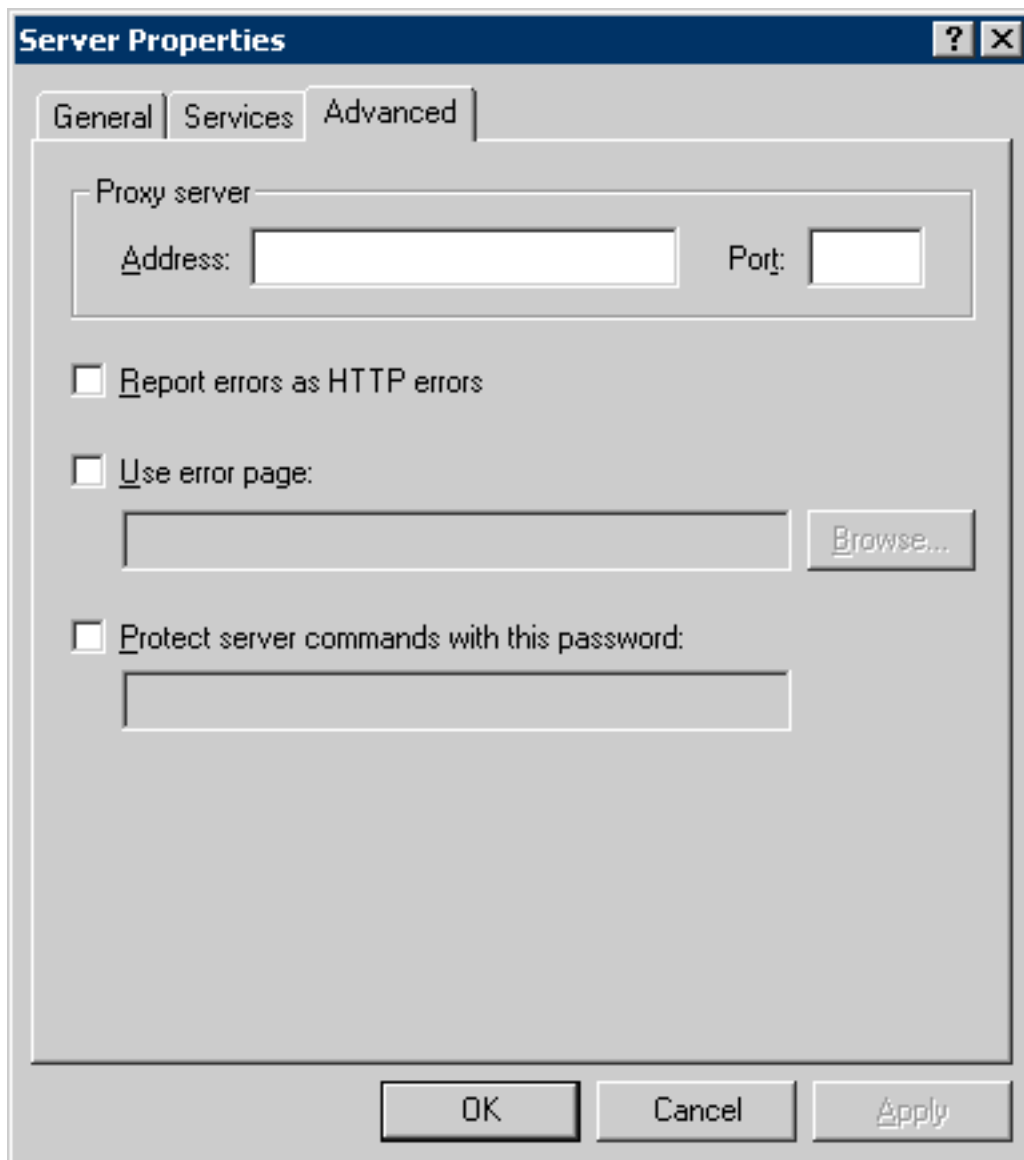 Server Properties
General Services Advanced
Proxy server
Address: Port:
Report errors as HTTP errors
Use error page:
Browse...
Protect server commands with this password:
OK Cancel Apply